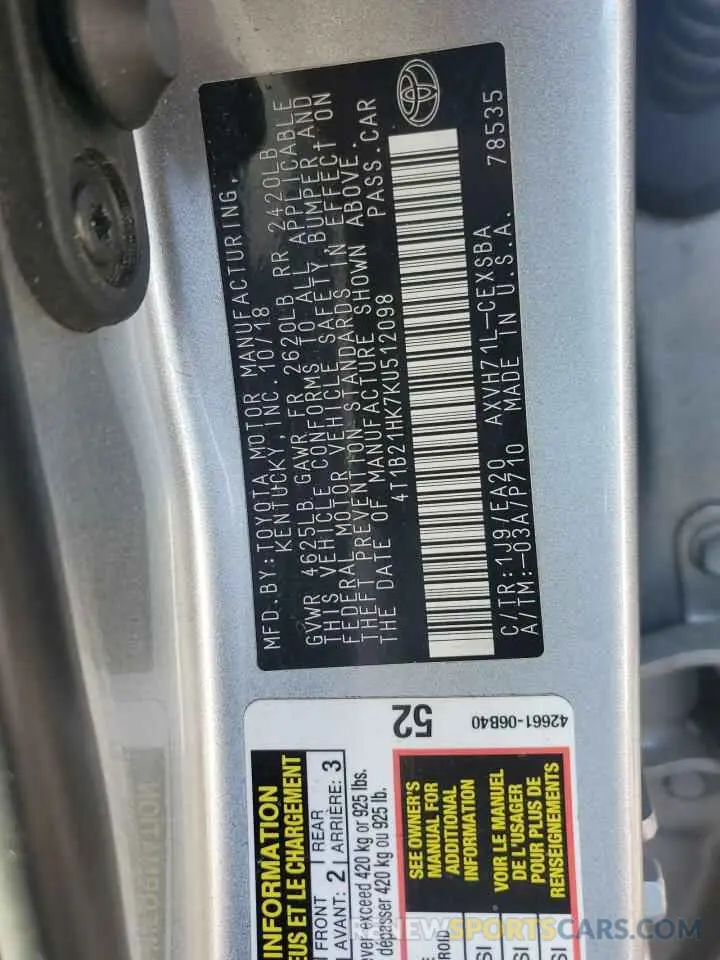 MFD. BY: TOYOTA MOTOR MANUFACTURING,
KENTUCKY, INC. 10/18
GVWR 4625LB GAWR FR 2620LB RR 2420LB
THIS VEHICLE CONFORMS TO ALL APPLICABLE
FEDERAL MOTOR VEHICLE SAFETY, BUMPER AND
THEFT PREVENTION STANDARDS IN EFFECT ON
THE DATE OF MANUFACTURE SHOWN ABOVE.
4T1B21HK7KU512098 PASS. CAR
C/TR: 1J9/EA20 AXVH71L-CEXSBA
A/TM: -03A/P710 MADE IN U.S.A. 78535
52
42661-06B40
INFORMATION
EUS ET LE CHARGEMENT
FRONT 2 REAR 3
AVANT: ARRIÈRE:
exceed 420 kg or 925 lbs.
dépasser 420 kg ou 925 lb.
SEE OWNER'S
MANUAL FOR
ADDITIONAL
INFORMATION
VOIR LE MANUEL
DE L'USAGER
POUR PLUS DE
RENSEIGNEMENTS
RENEWSPORTSCARS.COM